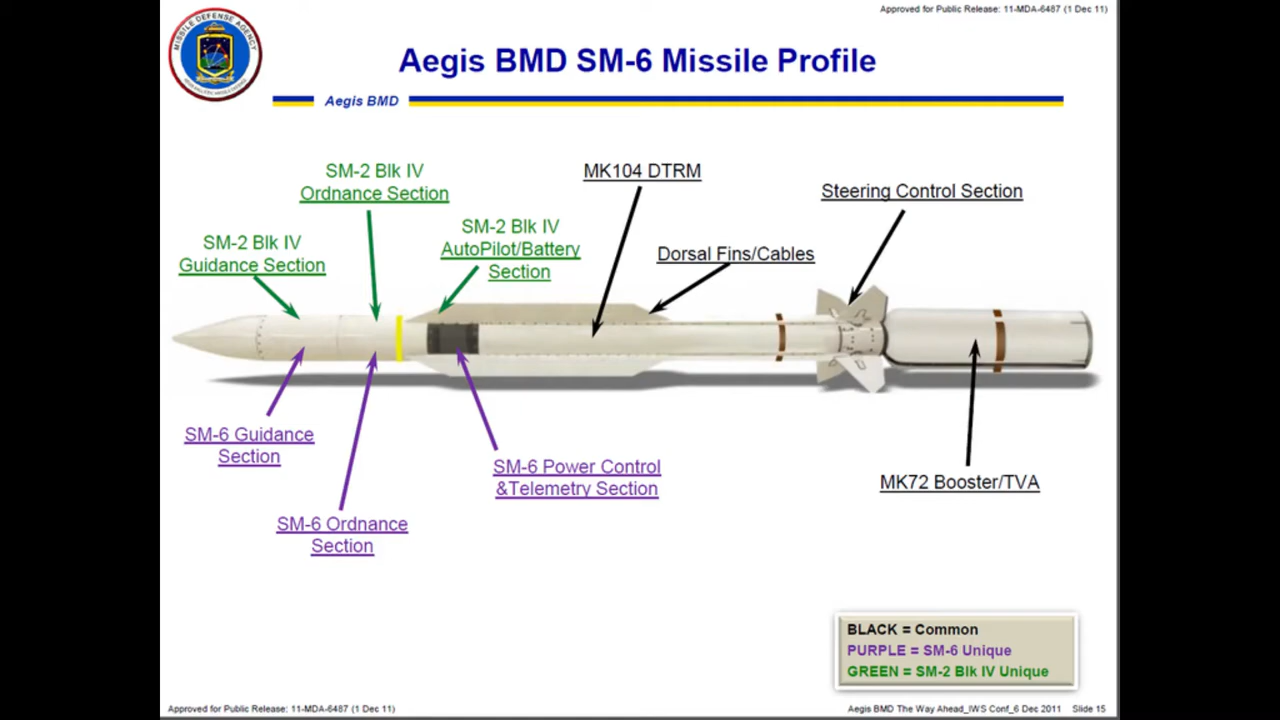 Approved for Public Release: 11-MDA-6487 (1 Dec 11)
MISSILE DEFENSE AGENCY
Aegis BMD SM-6 Missile Profile
Aegis BMD
SM-2 Blk IV
Ordnance Section
MK104 DTRM
Steering Control Section
SM-2 Blk IV
AutoPilot/Battery
Section
SM-2 Blk IV
Guidance Section
Dorsal Fins/Cables
SM-6 Guidance
Section
SM-6 Power Control
&Telemetry Section
MK72 Booster/TVA
SM-6 Ordnance
Section
BLACK = Common
PURPLE = SM-6 Unique
GREEN = SM-2 Blk IV Unique
Approved for Public Release: 11-MDA-6487 (1 Dec 11)
Aegis BMD The Way Ahead_IWS Conf_6 Dec 2011 Slide 15